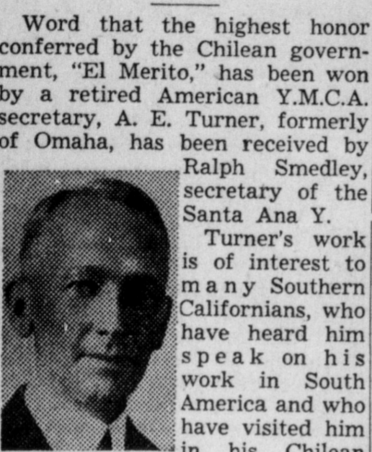 Word that the highest honor
conferred by the Chilean govern-
ment, "El Merito," has been won
by a retired American Y.M.C.A.
secretary, A. E. Turner, formerly
of Omaha, has been received by
Ralph Smedley,
secretary of the
Santa Ana Y.
Turner's work
is of interest to
many Southern
Californians, who
have heard him
speak on his
work in South
America and who
have visited him
in his Chilean